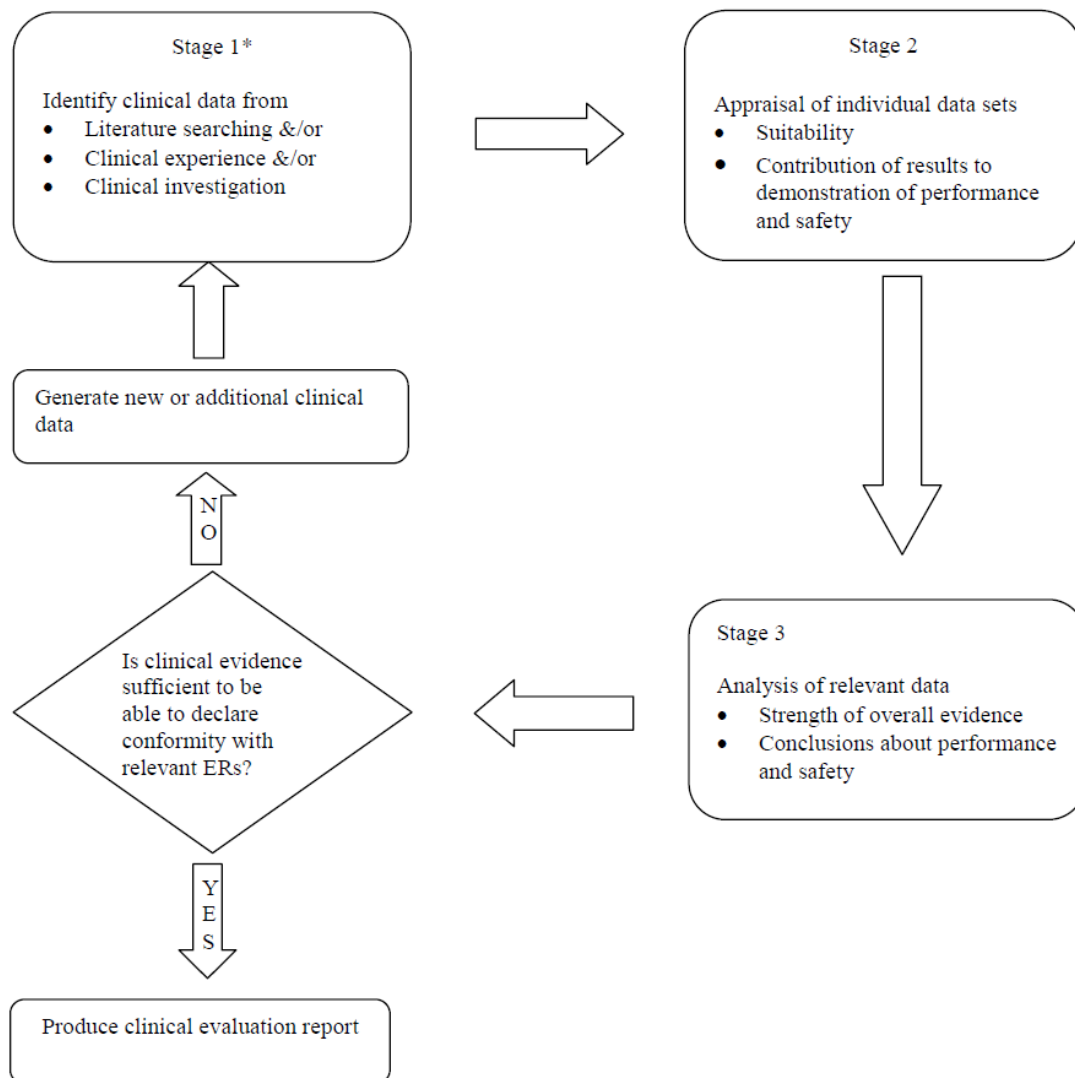 Stage 1*
Identify clinical data from
• Literature searching &/or
• Clinical experience &/or
• Clinical investigation
Stage 2
Appraisal of individual data sets
• Suitability
• Contribution of results to
demonstration of performance
and safety
Generate new or additional clinical
data
N
O
Is clinical evidence
sufficient to be
able to declare
conformity with
relevant ERs?
Stage 3
Analysis of relevant data
• Strength of overall evidence
• Conclusions about performance
and safety
Y
E
S
Produce clinical evaluation report